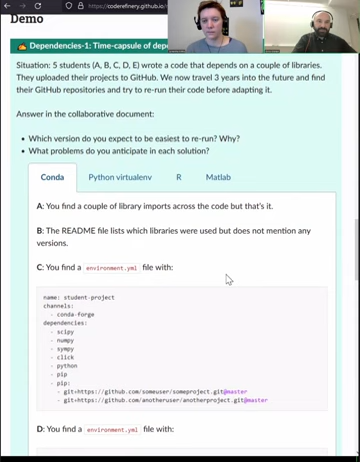 https://coderefinery.github.io/
Demo
Dependencies-1: Time-capsule of dep
Situation: 5 students (A, B, C, D, E) wrote a code that depends on a couple of libraries.
They uploaded their projects to GitHub. We now travel 3 years into the future and find
their GitHub repositories and try to re-run their code before adapting it.
Answer in the collaborative document:
• Which version do you expect to be easiest to re-run? Why?
• What problems do you anticipate in each solution?
Conda Python virtualenv R Matlab
A: You find a couple of library imports across the code but that's it.
B: The README file lists which libraries were used but does not mention any
versions.
C: You find a environment.yml file with:
name: student-project
channels:
- conda-forge
dependencies:
- scipy
- numpy
- sympy
- click
- python
- pip
- pip:
- git+https://github.com/someuser/someproject.git@master
- git+https://github.com/anotheruser/anotherproject.git@master
D: You find a environment.yml file with: